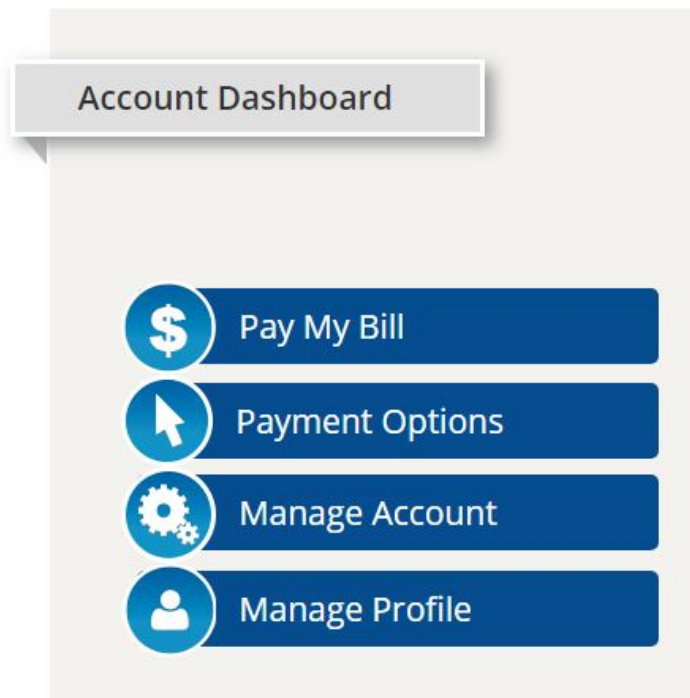 Account Dashboard
Pay My Bill
Payment Options
Manage Account
Manage Profile